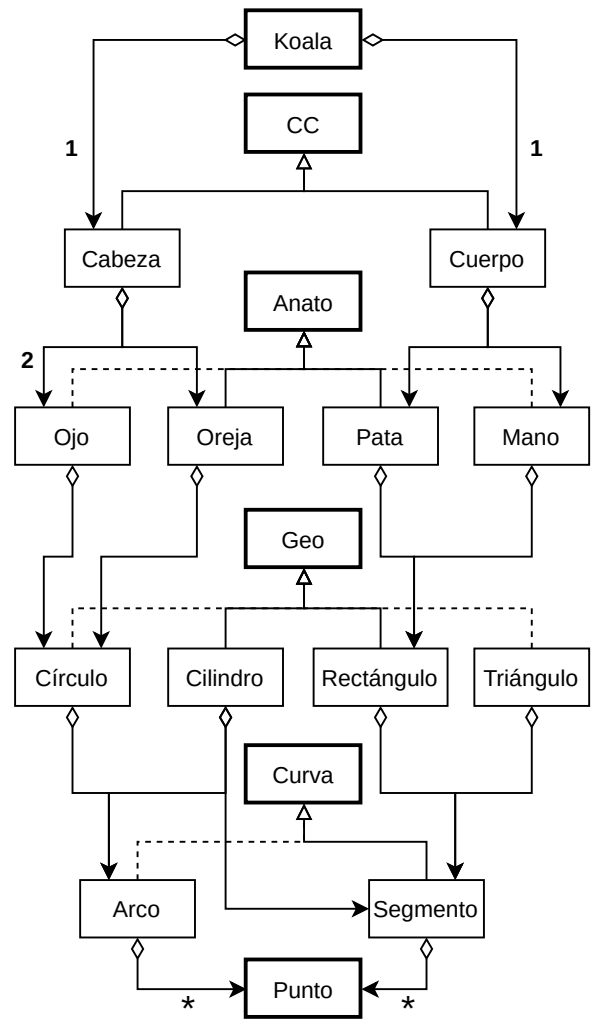 Koala
CC
1
1
Cabeza
Cuerpo
Anato
2
Ojo
Oreja
Pata
Mano
Geo
Círculo
Cilindro
Rectángulo
Triángulo
Curva
Arco
Segmento
Punto
*
*